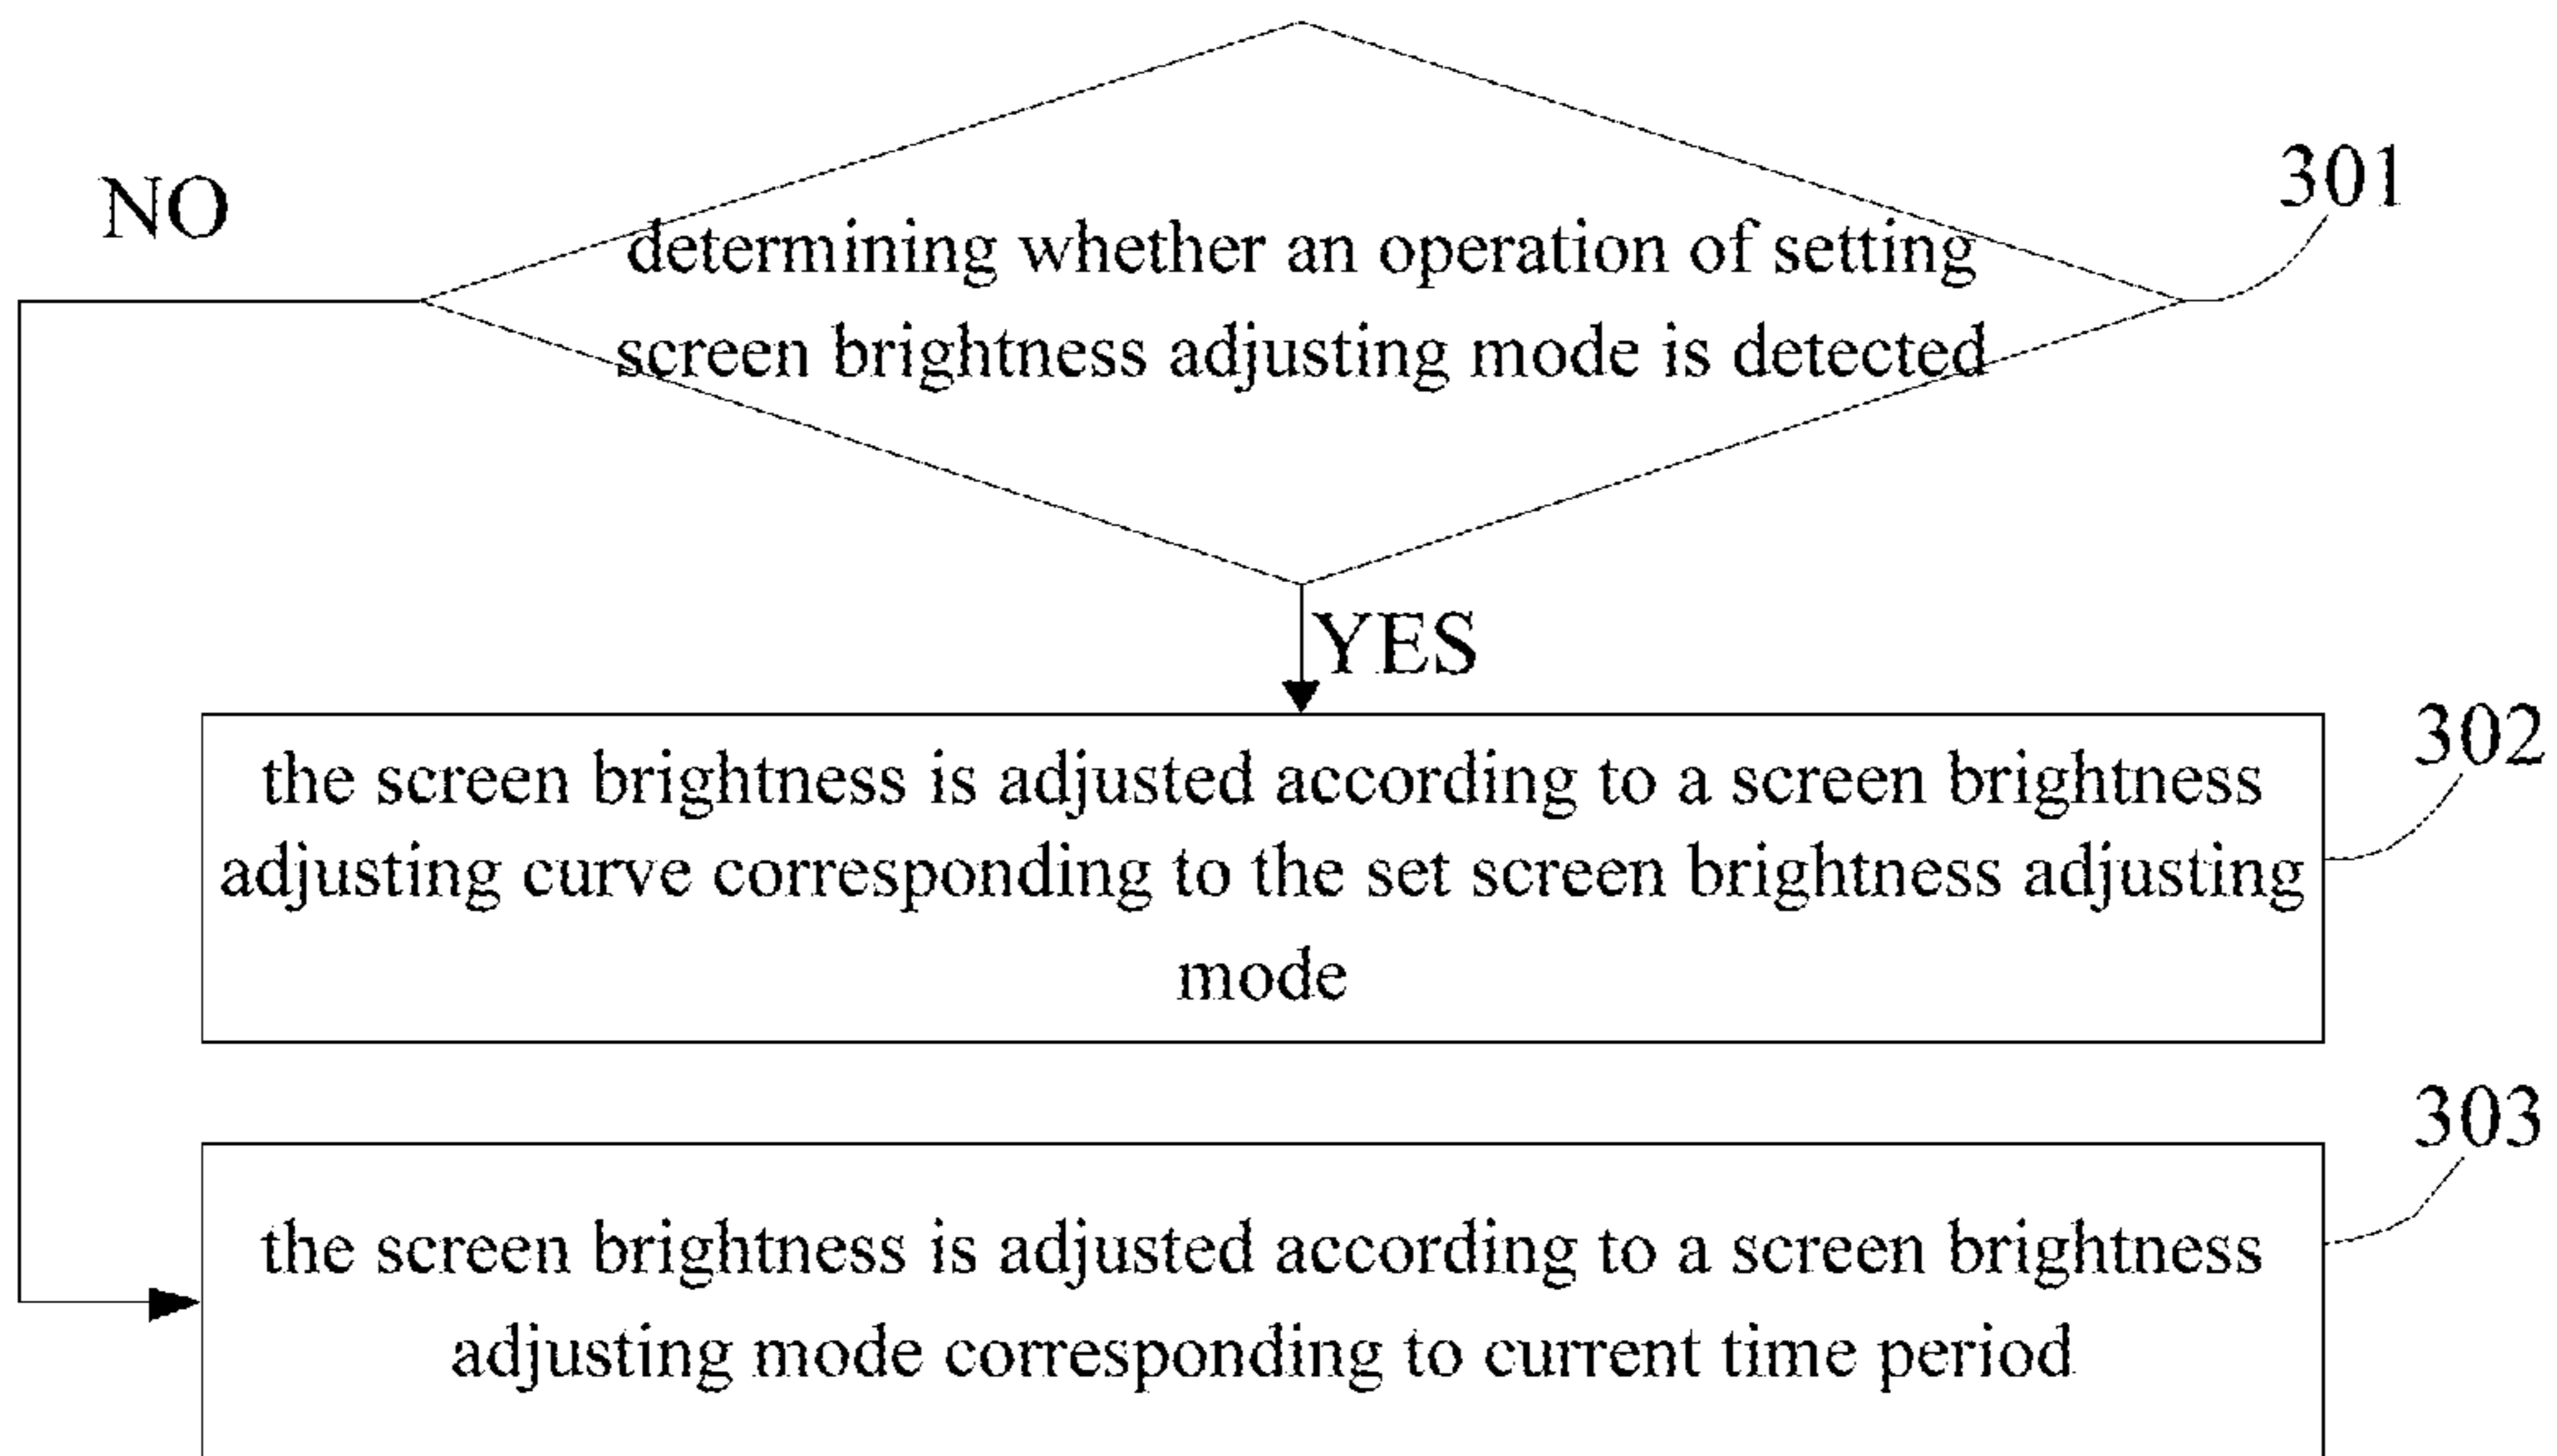 NO
301
determining whether an operation of setting
screen brightness adjusting mode is detected
YES
302
the screen brightness is adjusted according to a screen brightness
adjusting curve corresponding to the set screen brightness adjusting
mode
303
the screen brightness is adjusted according to a screen brightness
adjusting mode corresponding to current time period